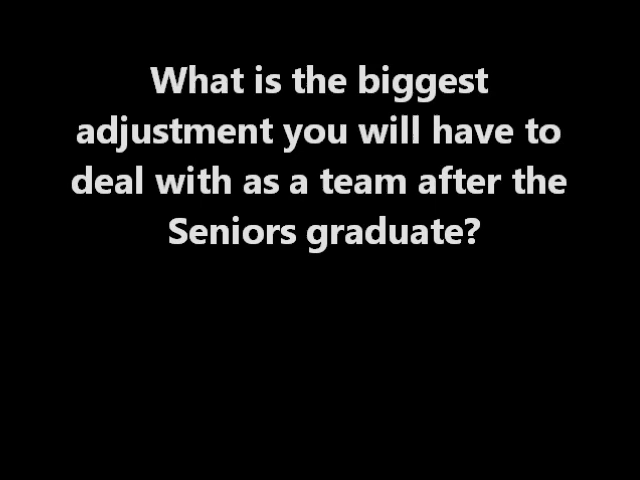 What is the biggest
adjustment you will have to
deal with as a team after the
Seniors graduate?